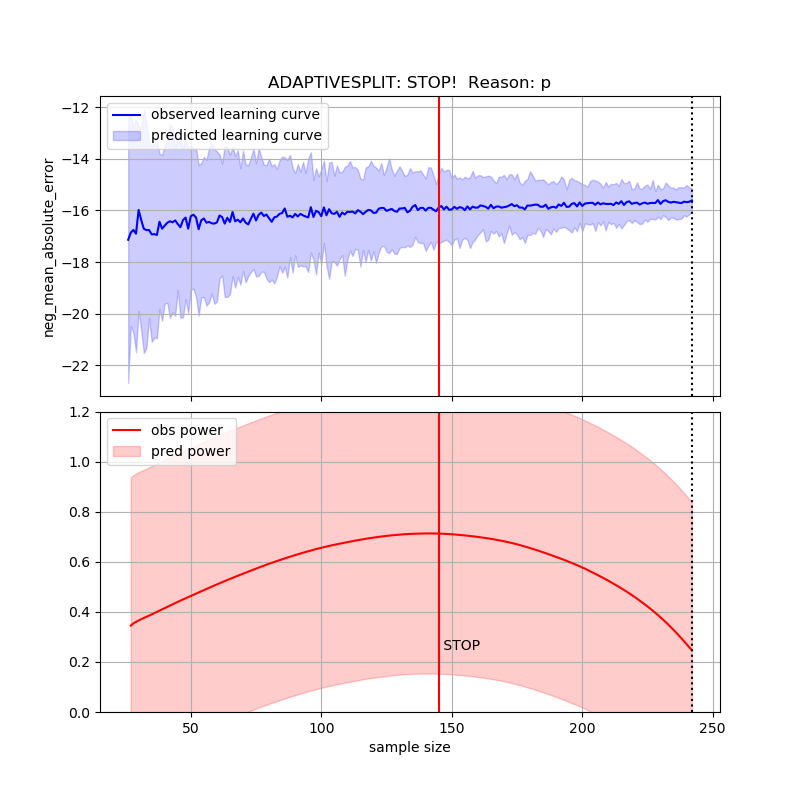 ADAPTIVESPLIT: STOP!  Reason: p
observed learning curve
predicted learning curve
neg_mean_absolute_error
−12
−14
−16
−18
−20
−22
obs power
pred power
1.2
1.0
0.8
0.6
0.4
0.2
0.0
STOP
50 100 150 200 250
sample size